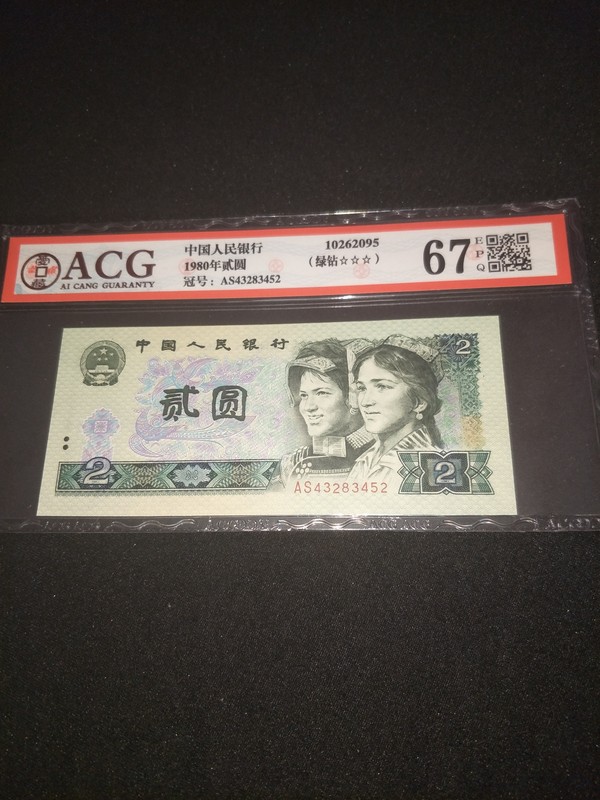 ACG
AI CANG GUARANTY
中国人民银行
1980年贰圆
冠号：AS43283452
10262095
（绿钻☆☆☆）
67
EPQ
中国人民银行
贰圆
2
2
2
AS43283452